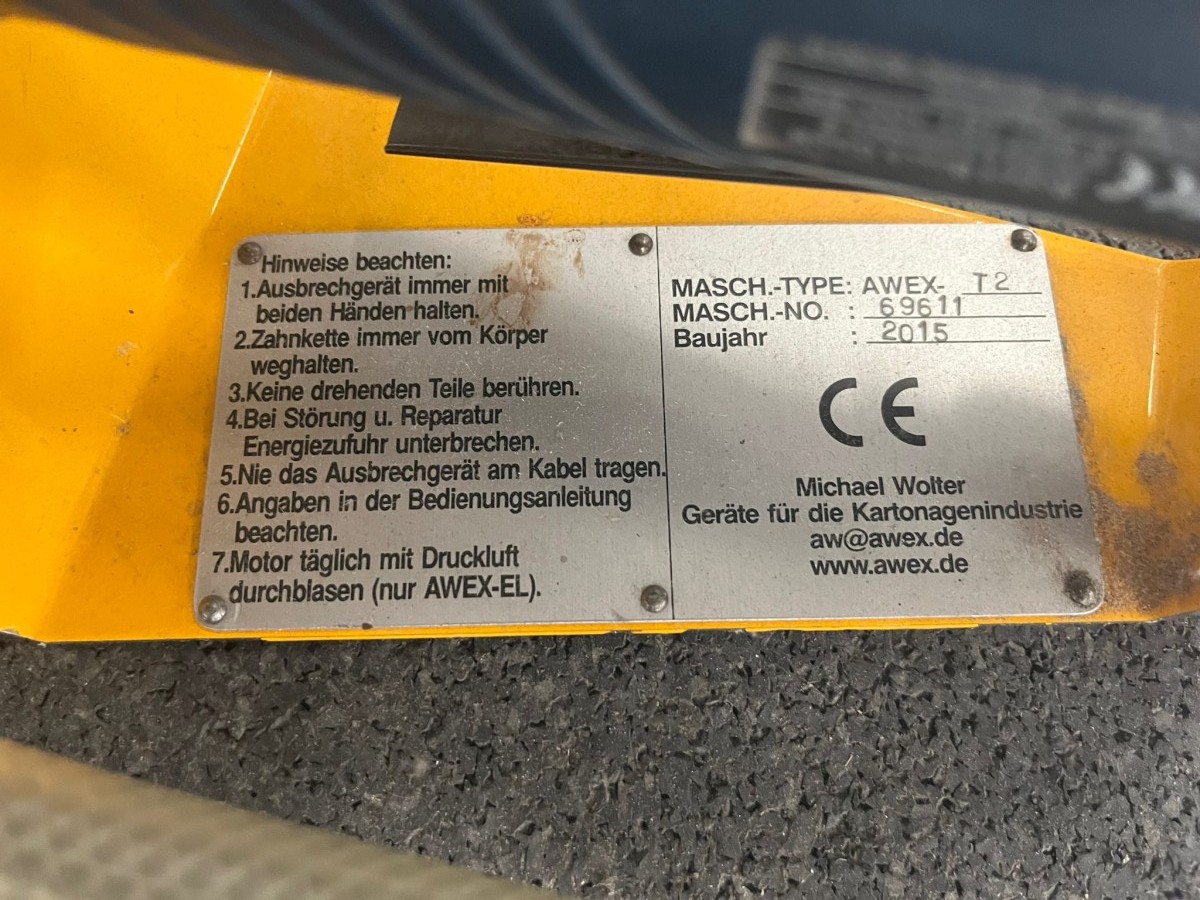 Hinweise beachten:
1.Ausbrechgerät immer mit
beiden Händen halten.
2.Zahnkette immer vom Körper
weghalten.
3.Keine drehenden Teile berühren.
4.Bei Störung u. Reparatur
Energiezufuhr unterbrechen.
5.Nie das Ausbrechgerät am Kabel tragen.
6.Angaben in der Bedienungsanleitung
beachten.
7.Motor täglich mit Druckluft
durchblasen (nur AWEX-EL).
MASCH.-TYPE: AWEX- T2
MASCH.-NO. : 69611
Baujahr : 2015
CE
Michael Wolter
Geräte für die Kartonagenindustrie
aw@awex.de
www.awex.de